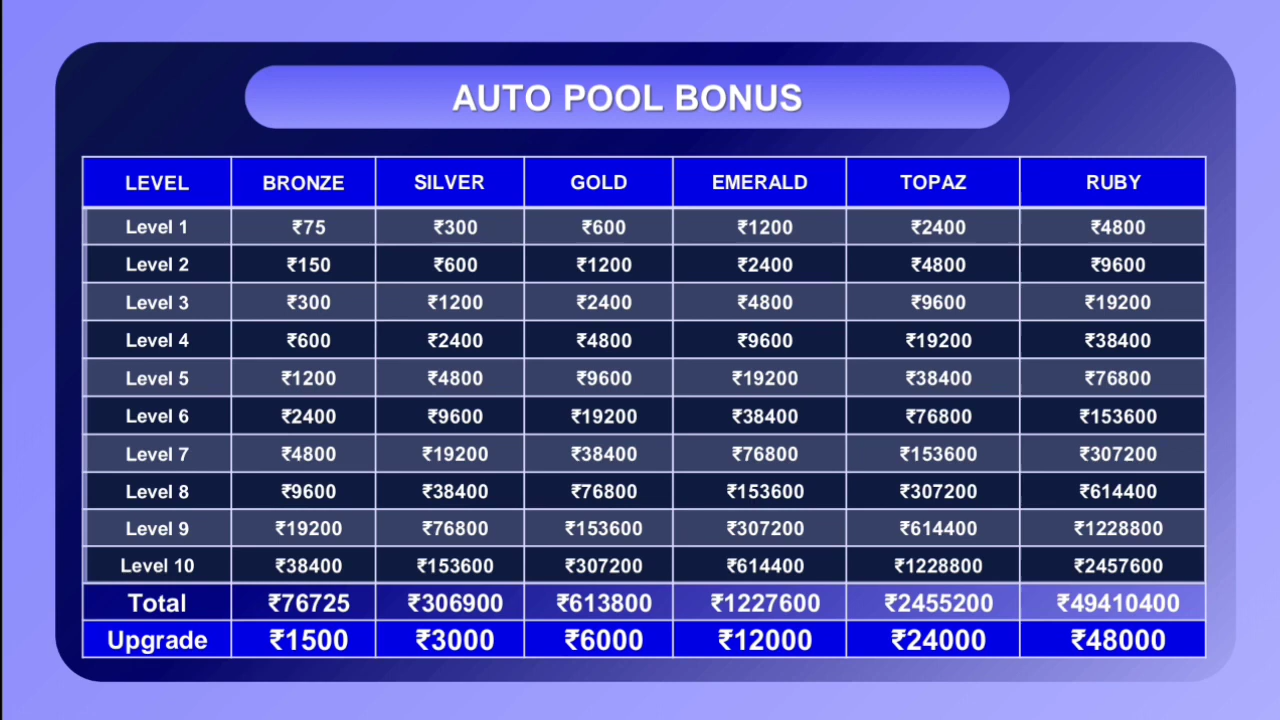 AUTO POOL BONUS
LEVEL BRONZE SILVER GOLD EMERALD TOPAZ RUBY
Level 1 ₹75 ₹300 ₹600 ₹1200 ₹2400 ₹4800
Level 2 ₹150 ₹600 ₹1200 ₹2400 ₹4800 ₹9600
Level 3 ₹300 ₹1200 ₹2400 ₹4800 ₹9600 ₹19200
Level 4 ₹600 ₹2400 ₹4800 ₹9600 ₹19200 ₹38400
Level 5 ₹1200 ₹4800 ₹9600 ₹19200 ₹38400 ₹76800
Level 6 ₹2400 ₹9600 ₹19200 ₹38400 ₹76800 ₹153600
Level 7 ₹4800 ₹19200 ₹38400 ₹76800 ₹153600 ₹307200
Level 8 ₹9600 ₹38400 ₹76800 ₹153600 ₹307200 ₹614400
Level 9 ₹19200 ₹76800 ₹153600 ₹307200 ₹614400 ₹1228800
Level 10 ₹38400 ₹153600 ₹307200 ₹614400 ₹1228800 ₹2457600
Total ₹76725 ₹306900 ₹613800 ₹1227600 ₹2455200 ₹49410400
Upgrade ₹1500 ₹3000 ₹6000 ₹12000 ₹24000 ₹48000